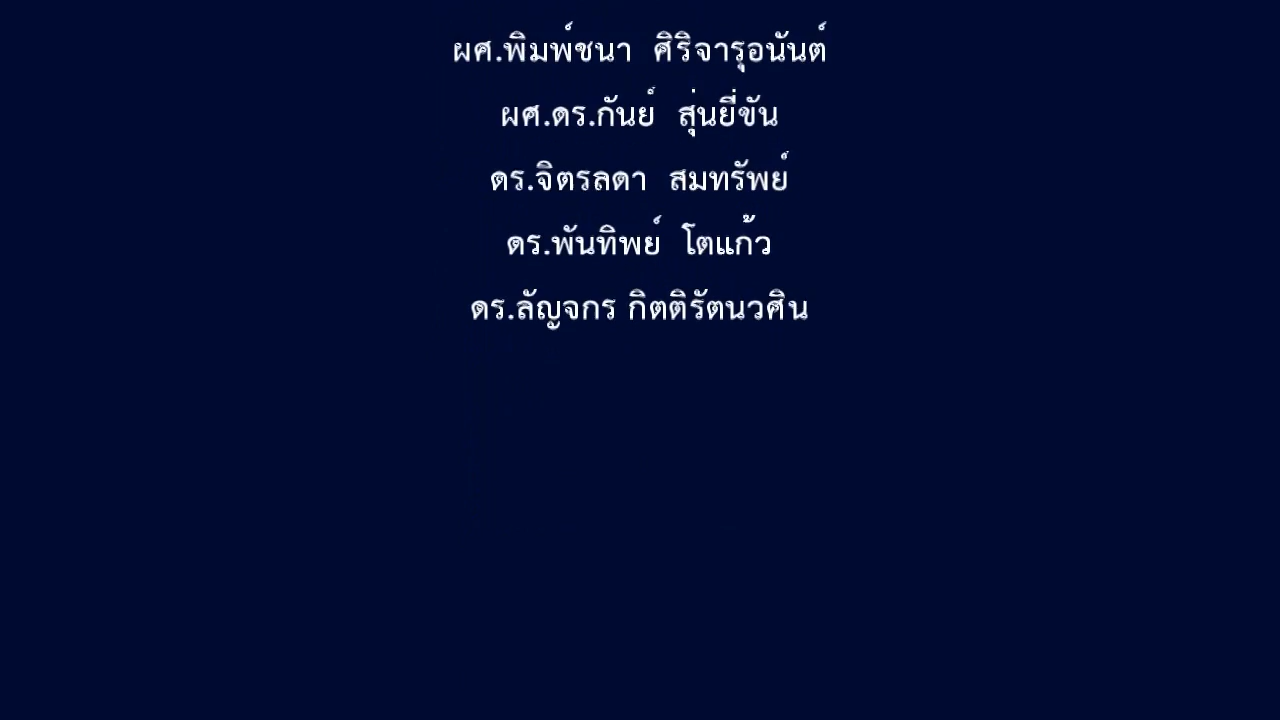 ผศ.พิมพ์ชนา  ศิริจารุอนันต์
ผศ.ดร.กันย์  สุ่นยี่ขัน
ดร.จิตรลดา  สมทรัพย์
ดร.พันทิพย์  โตแก้ว
ดร.ลัญจกร กิตติรัตนวศิน